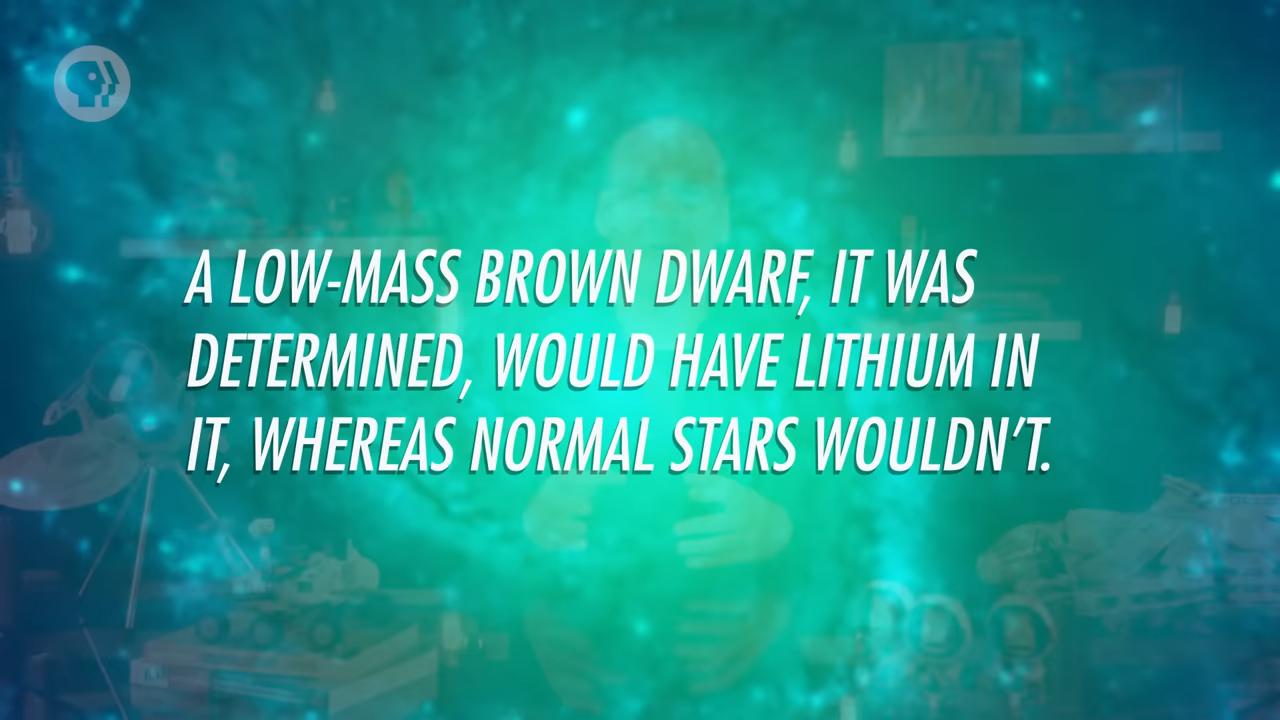 A LOW-MASS BROWN DWARF, IT WAS
DETERMINED, WOULD HAVE LITHIUM IN
IT, WHEREAS NORMAL STARS WOULDN'T.